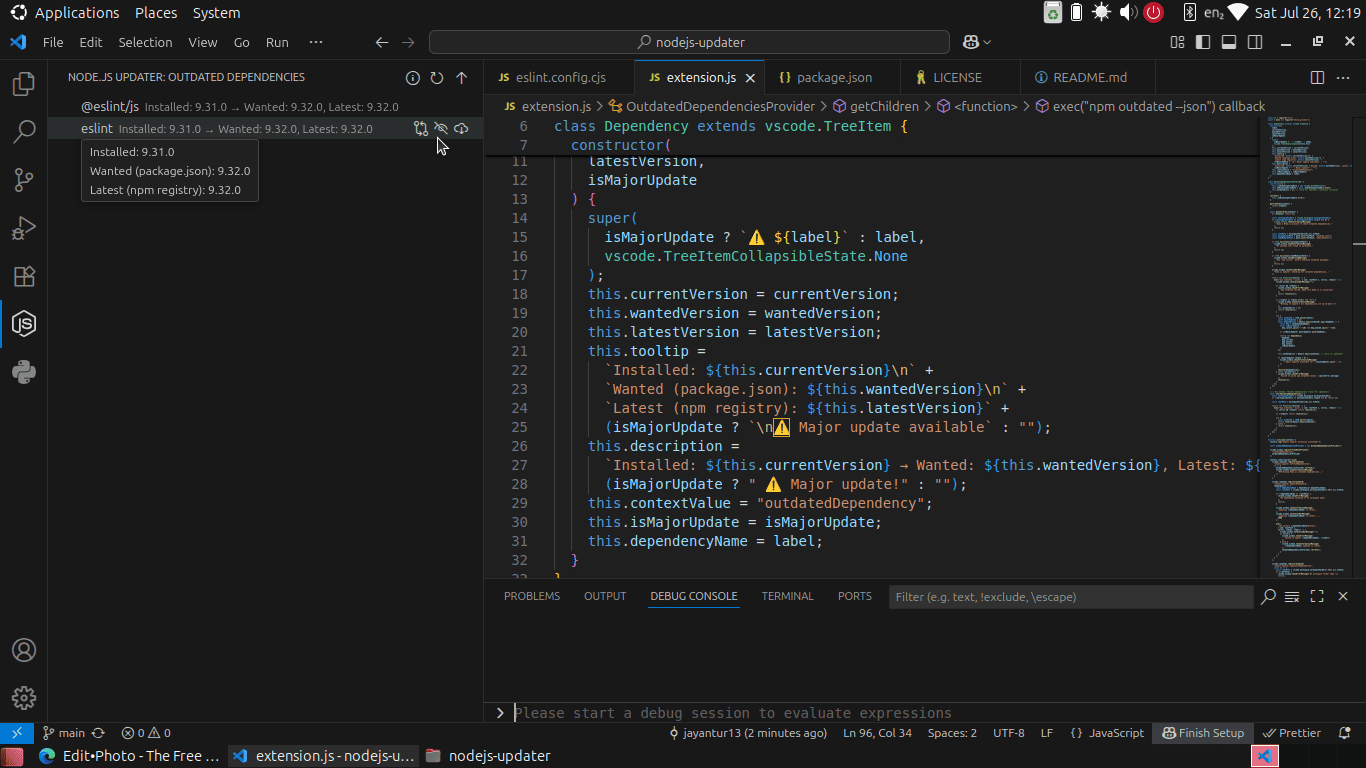 Applications Places System
en₂ Sat Jul 26, 12:19
File Edit Selection View Go Run ···
nodejs-updater
NODE.JS UPDATER: OUTDATED DEPENDENCIES
@eslint/js Installed: 9.31.0 → Wanted: 9.32.0, Latest: 9.32.0
eslint Installed: 9.31.0 → Wanted: 9.32.0, Latest: 9.32.0
Installed: 9.31.0
Wanted (package.json): 9.32.0
Latest (npm registry): 9.32.0
JS eslint.config.cjs JS extension.js {} package.json LICENSE README.md
JS extension.js > OutdatedDependenciesProvider > getChildren > <function> > exec("npm outdated --json") callback
6 class Dependency extends vscode.TreeItem {
7 constructor(
11 latestVersion,
12 isMajorUpdate
13 ) {
14 super(
15 isMajorUpdate ? `⚠️ ${label}` : label,
16 vscode.TreeItemCollapsibleState.None
17 );
18 this.currentVersion = currentVersion;
19 this.wantedVersion = wantedVersion;
20 this.latestVersion = latestVersion;
21 this.tooltip =
22 `Installed: ${this.currentVersion}\n` +
23 `Wanted (package.json): ${this.wantedVersion}\n` +
24 `Latest (npm registry): ${this.latestVersion}` +
25 (isMajorUpdate ? `\n⚠️ Major update available` : "");
26 this.description =
27 `Installed: ${this.currentVersion} → Wanted: ${this.wantedVersion}, Latest: ${
28 (isMajorUpdate ? " ⚠️ Major update!" : "");
29 this.contextValue = "outdatedDependency";
30 this.isMajorUpdate = isMajorUpdate;
31 this.dependencyName = label;
32 }
33 }
PROBLEMS OUTPUT DEBUG CONSOLE TERMINAL PORTS
Filter (e.g. text, !exclude, \escape)
Please start a debug session to evaluate expressions
main 0 0 jayantur13 (2 minutes ago) Ln 96, Col 34 Spaces: 2 UTF-8 LF {} JavaScript Finish Setup Prettier
Edit•Photo - The Free ... extension.js - nodejs-u... nodejs-updater